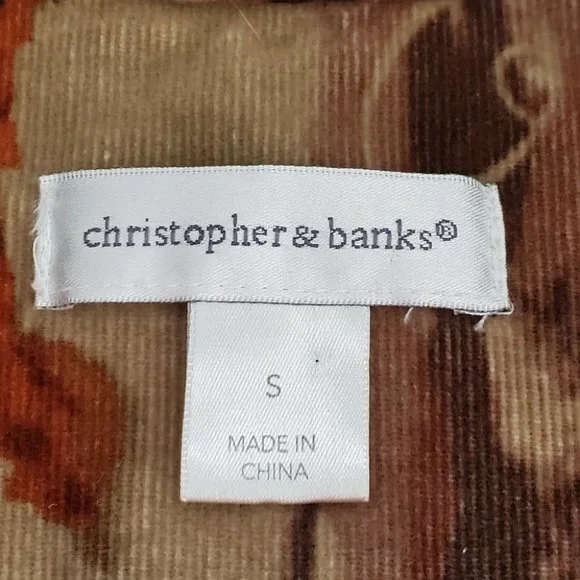 christopher & banks®
S
MADE IN
CHINA